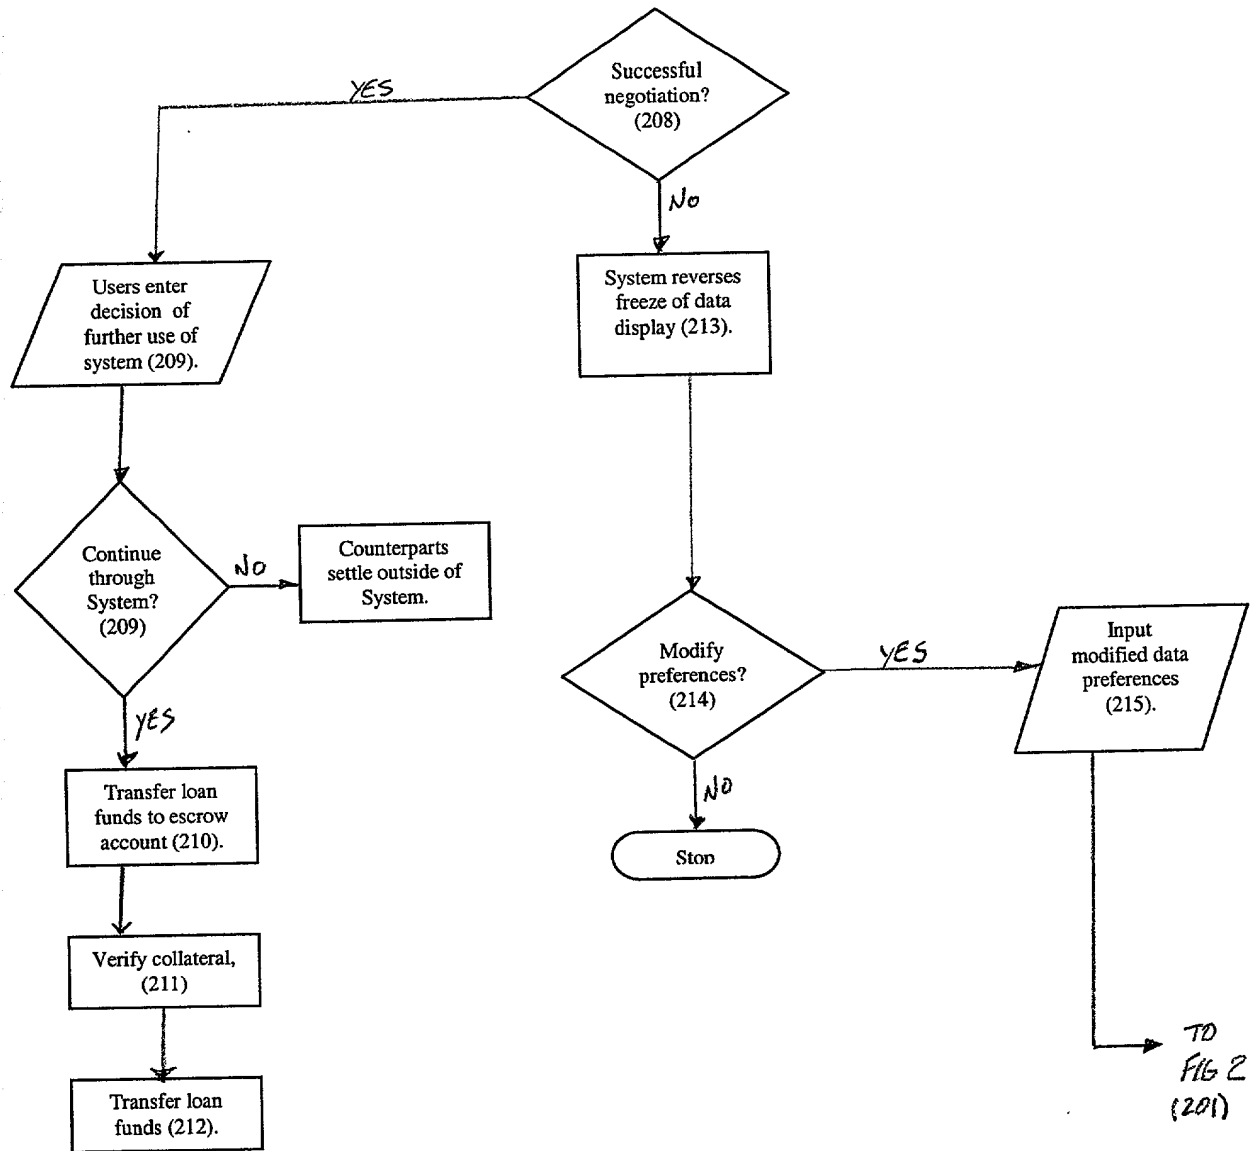 Successful
negotiation?
(208)
YES
No
Users enter
decision of
further use of
system (209).
System reverses
freeze of data
display (213).
Continue
through
System?
(209)
NO
Counterparts
settle outside of
System.
YES
Modify
preferences?
(214)
YES
Input
modified data
preferences
(215).
NO
Stop
Transfer loan
funds to escrow
account (210).
Verify collateral,
(211)
Transfer loan
funds (212).
TO
FIG 2
(201)